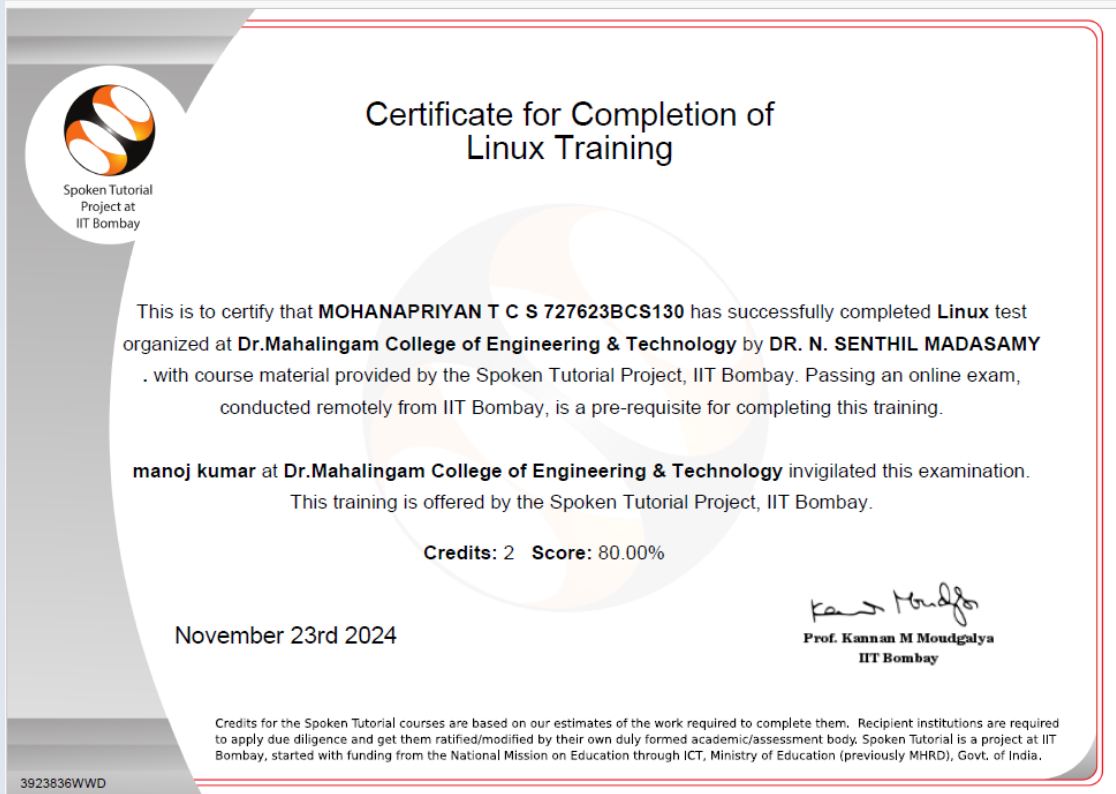 Certificate for Completion of
Linux Training
Spoken Tutorial
Project at
IIT Bombay
This is to certify that MOHANAPRIYAN T C S 727623BCS130 has successfully completed Linux test
organized at Dr.Mahalingam College of Engineering & Technology by DR. N. SENTHIL MADASAMY
. with course material provided by the Spoken Tutorial Project, IIT Bombay. Passing an online exam,
conducted remotely from IIT Bombay, is a pre-requisite for completing this training.
manoj kumar at Dr.Mahalingam College of Engineering & Technology invigilated this examination.
This training is offered by the Spoken Tutorial Project, IIT Bombay.
Credits: 2 Score: 80.00%
November 23rd 2024
Prof. Kannan M Moudgalya
IIT Bombay
Credits for the Spoken Tutorial courses are based on our estimates of the work required to complete them. Recipient institutions are required
to apply due diligence and get them ratified/modified by their own duly formed academic/assessment body. Spoken Tutorial is a project at IIT
Bombay, started with funding from the National Mission on Education through ICT, Ministry of Education (previously MHRD), Govt. of India.
3923836WWD